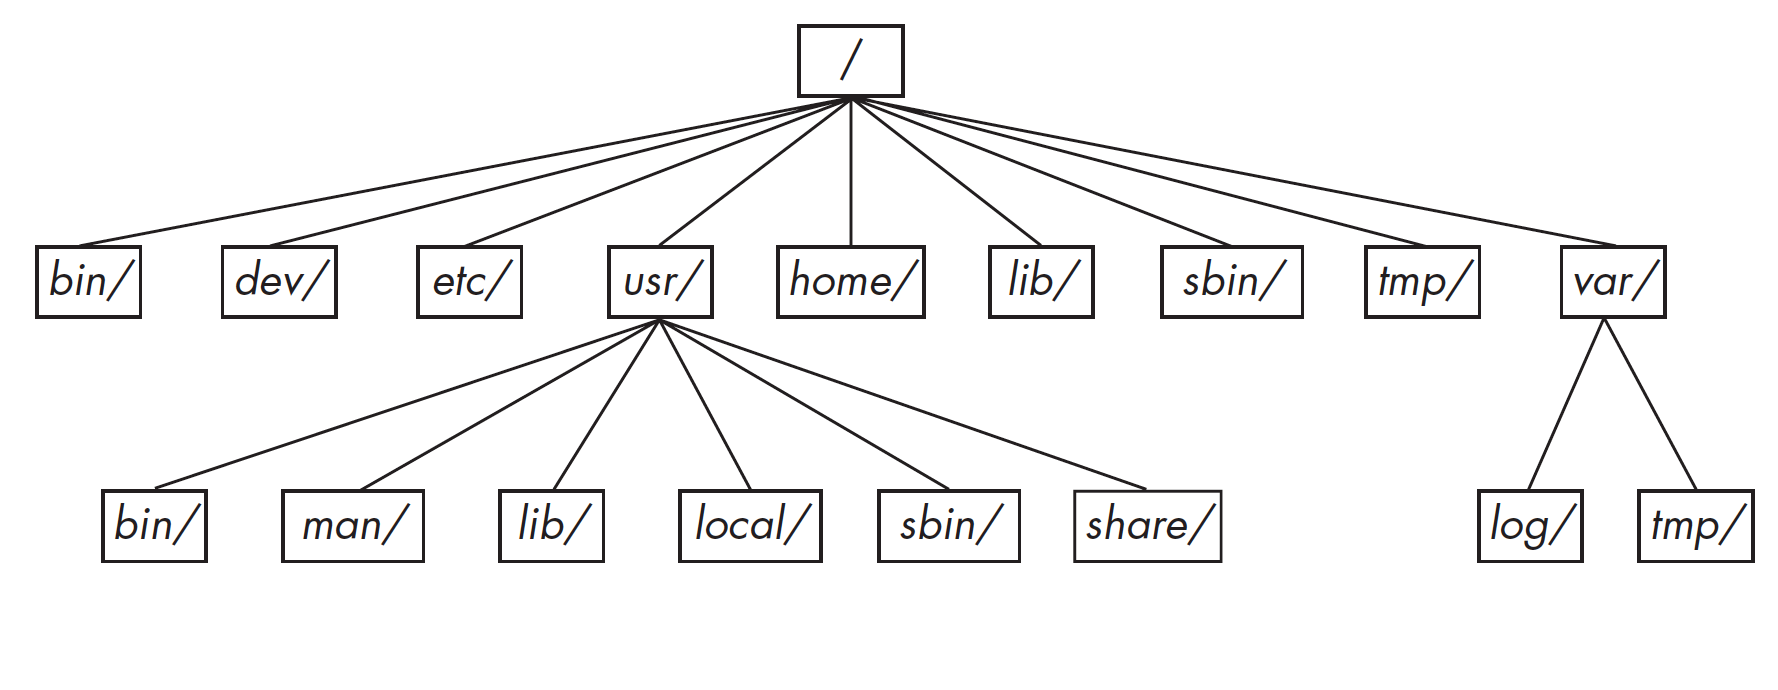 /
bin/ dev/ etc/ usr/ home/ lib/ sbin/ tmp/ var/
bin/ man/ lib/ local/ sbin/ share/ log/ tmp/